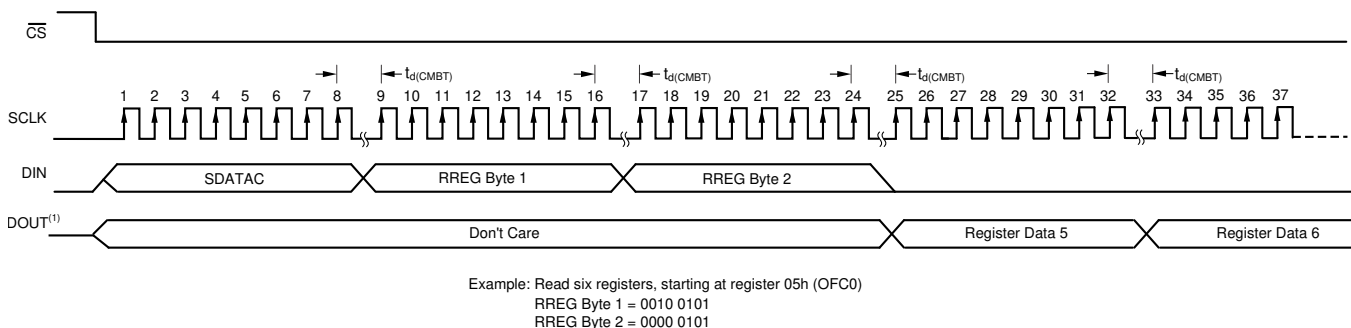 CS
t_d(CMBT) t_d(CMBT) t_d(CMBT) t_d(CMBT)
1 2 3 4 5 6 7 8 9 10 11 12 13 14 15 16 17 18 19 20 21 22 23 24 25 26 27 28 29 30 31 32 33 34 35 36 37
SCLK
DIN SDATAC RREG Byte 1 RREG Byte 2
DOUT(1) Don't Care Register Data 5 Register Data 6
Example: Read six registers, starting at register 05h (OFC0)
RREG Byte 1 = 0010 0101
RREG Byte 2 = 0000 0101